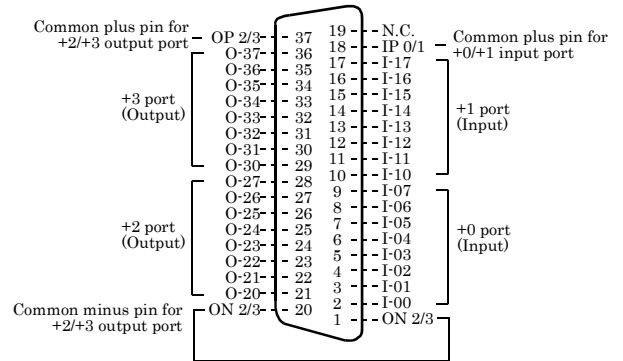 Common plus pin for
+2/+3 output port
OP 2/3 37
O-37 36
O-36 35
O-35 34
O-34 33
O-33 32
O-32 31
O-31 30
O-30 29
O-27 28
O-26 27
O-25 26
O-24 25
O-23 24
O-22 23
O-21 22
O-20 21
ON 2/3 20
+3 port
(Output)
+2 port
(Output)
Common minus pin for
+2/+3 output port
19 N.C.
18 IP 0/1
17 I-17
16 I-16
15 I-15
14 I-14
13 I-13
12 I-12
11 I-11
10 I-10
9 I-07
8 I-06
7 I-05
6 I-04
5 I-03
4 I-02
3 I-01
2 I-00
1 ON 2/3
Common plus pin for
+0/+1 input port
+1 port
(Input)
+0 port
(Input)